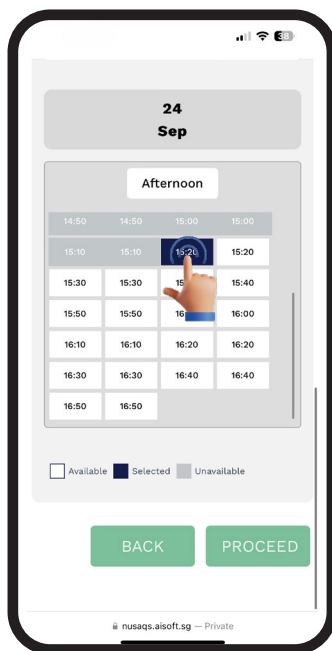 38
24
Sep
Afternoon
14:50 14:50 15:00 15:00
15:10 15:10 15:20 15:20
15:30 15:30 15:40
15:50 15:50 16:00
16:10 16:10 16:20 16:20
16:30 16:30 16:40 16:40
16:50 16:50
Available Selected Unavailable
BACK PROCEED
nusaqs.aisoft.sg — Private